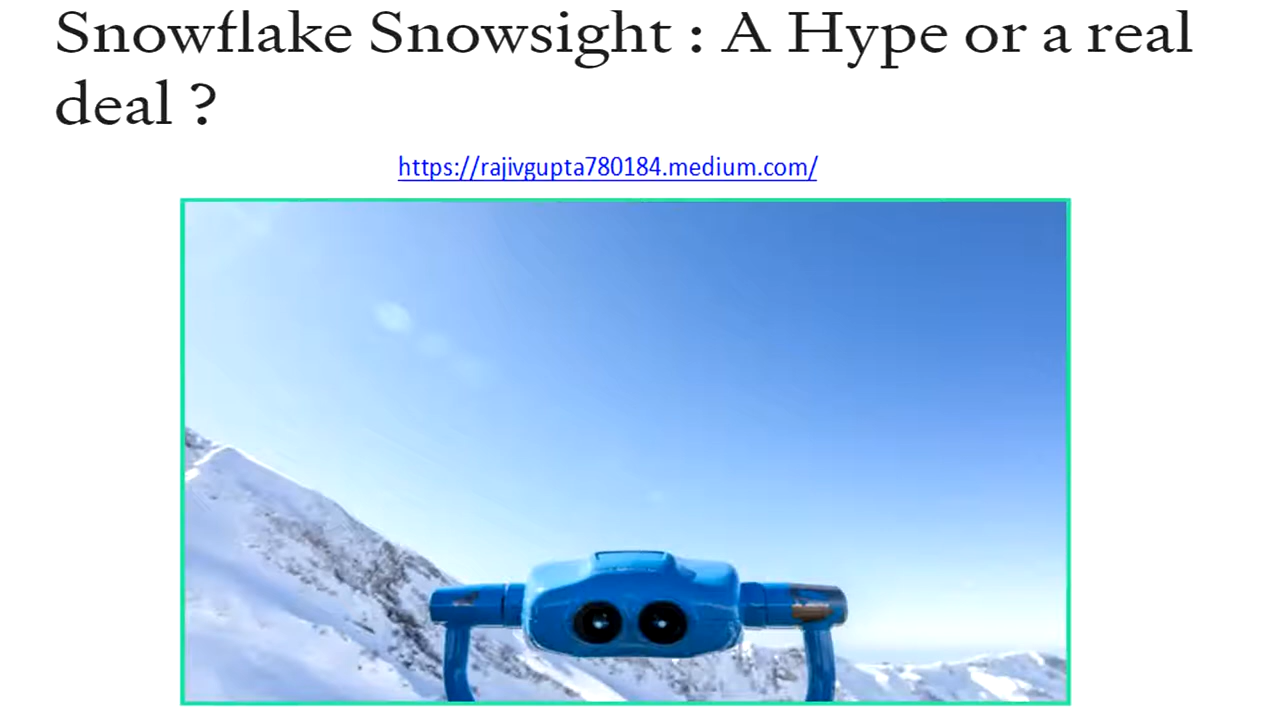 Snowflake Snowsight : A Hype or a real
deal ?
https://rajivgupta780184.medium.com/